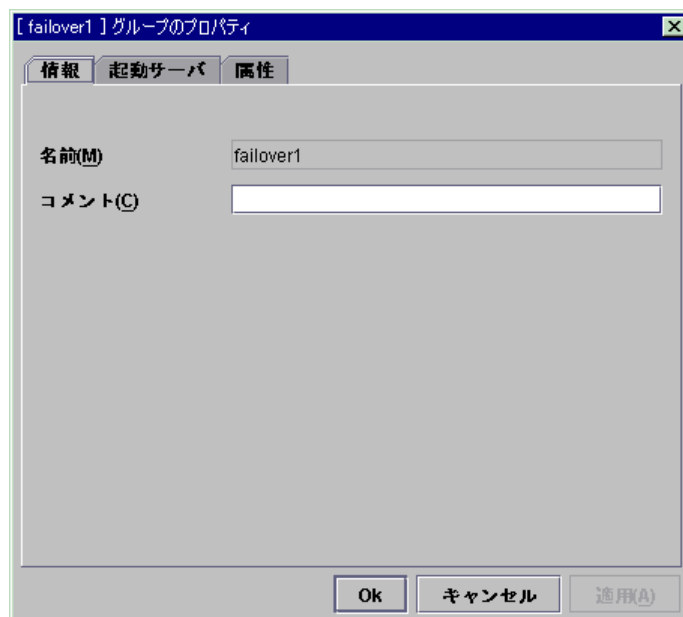 [ failover1 ] グループのプロパティ
情報 起動サーバ 属性
名前(M) failover1
コメント(C)
Ok キャンセル 適用(A)